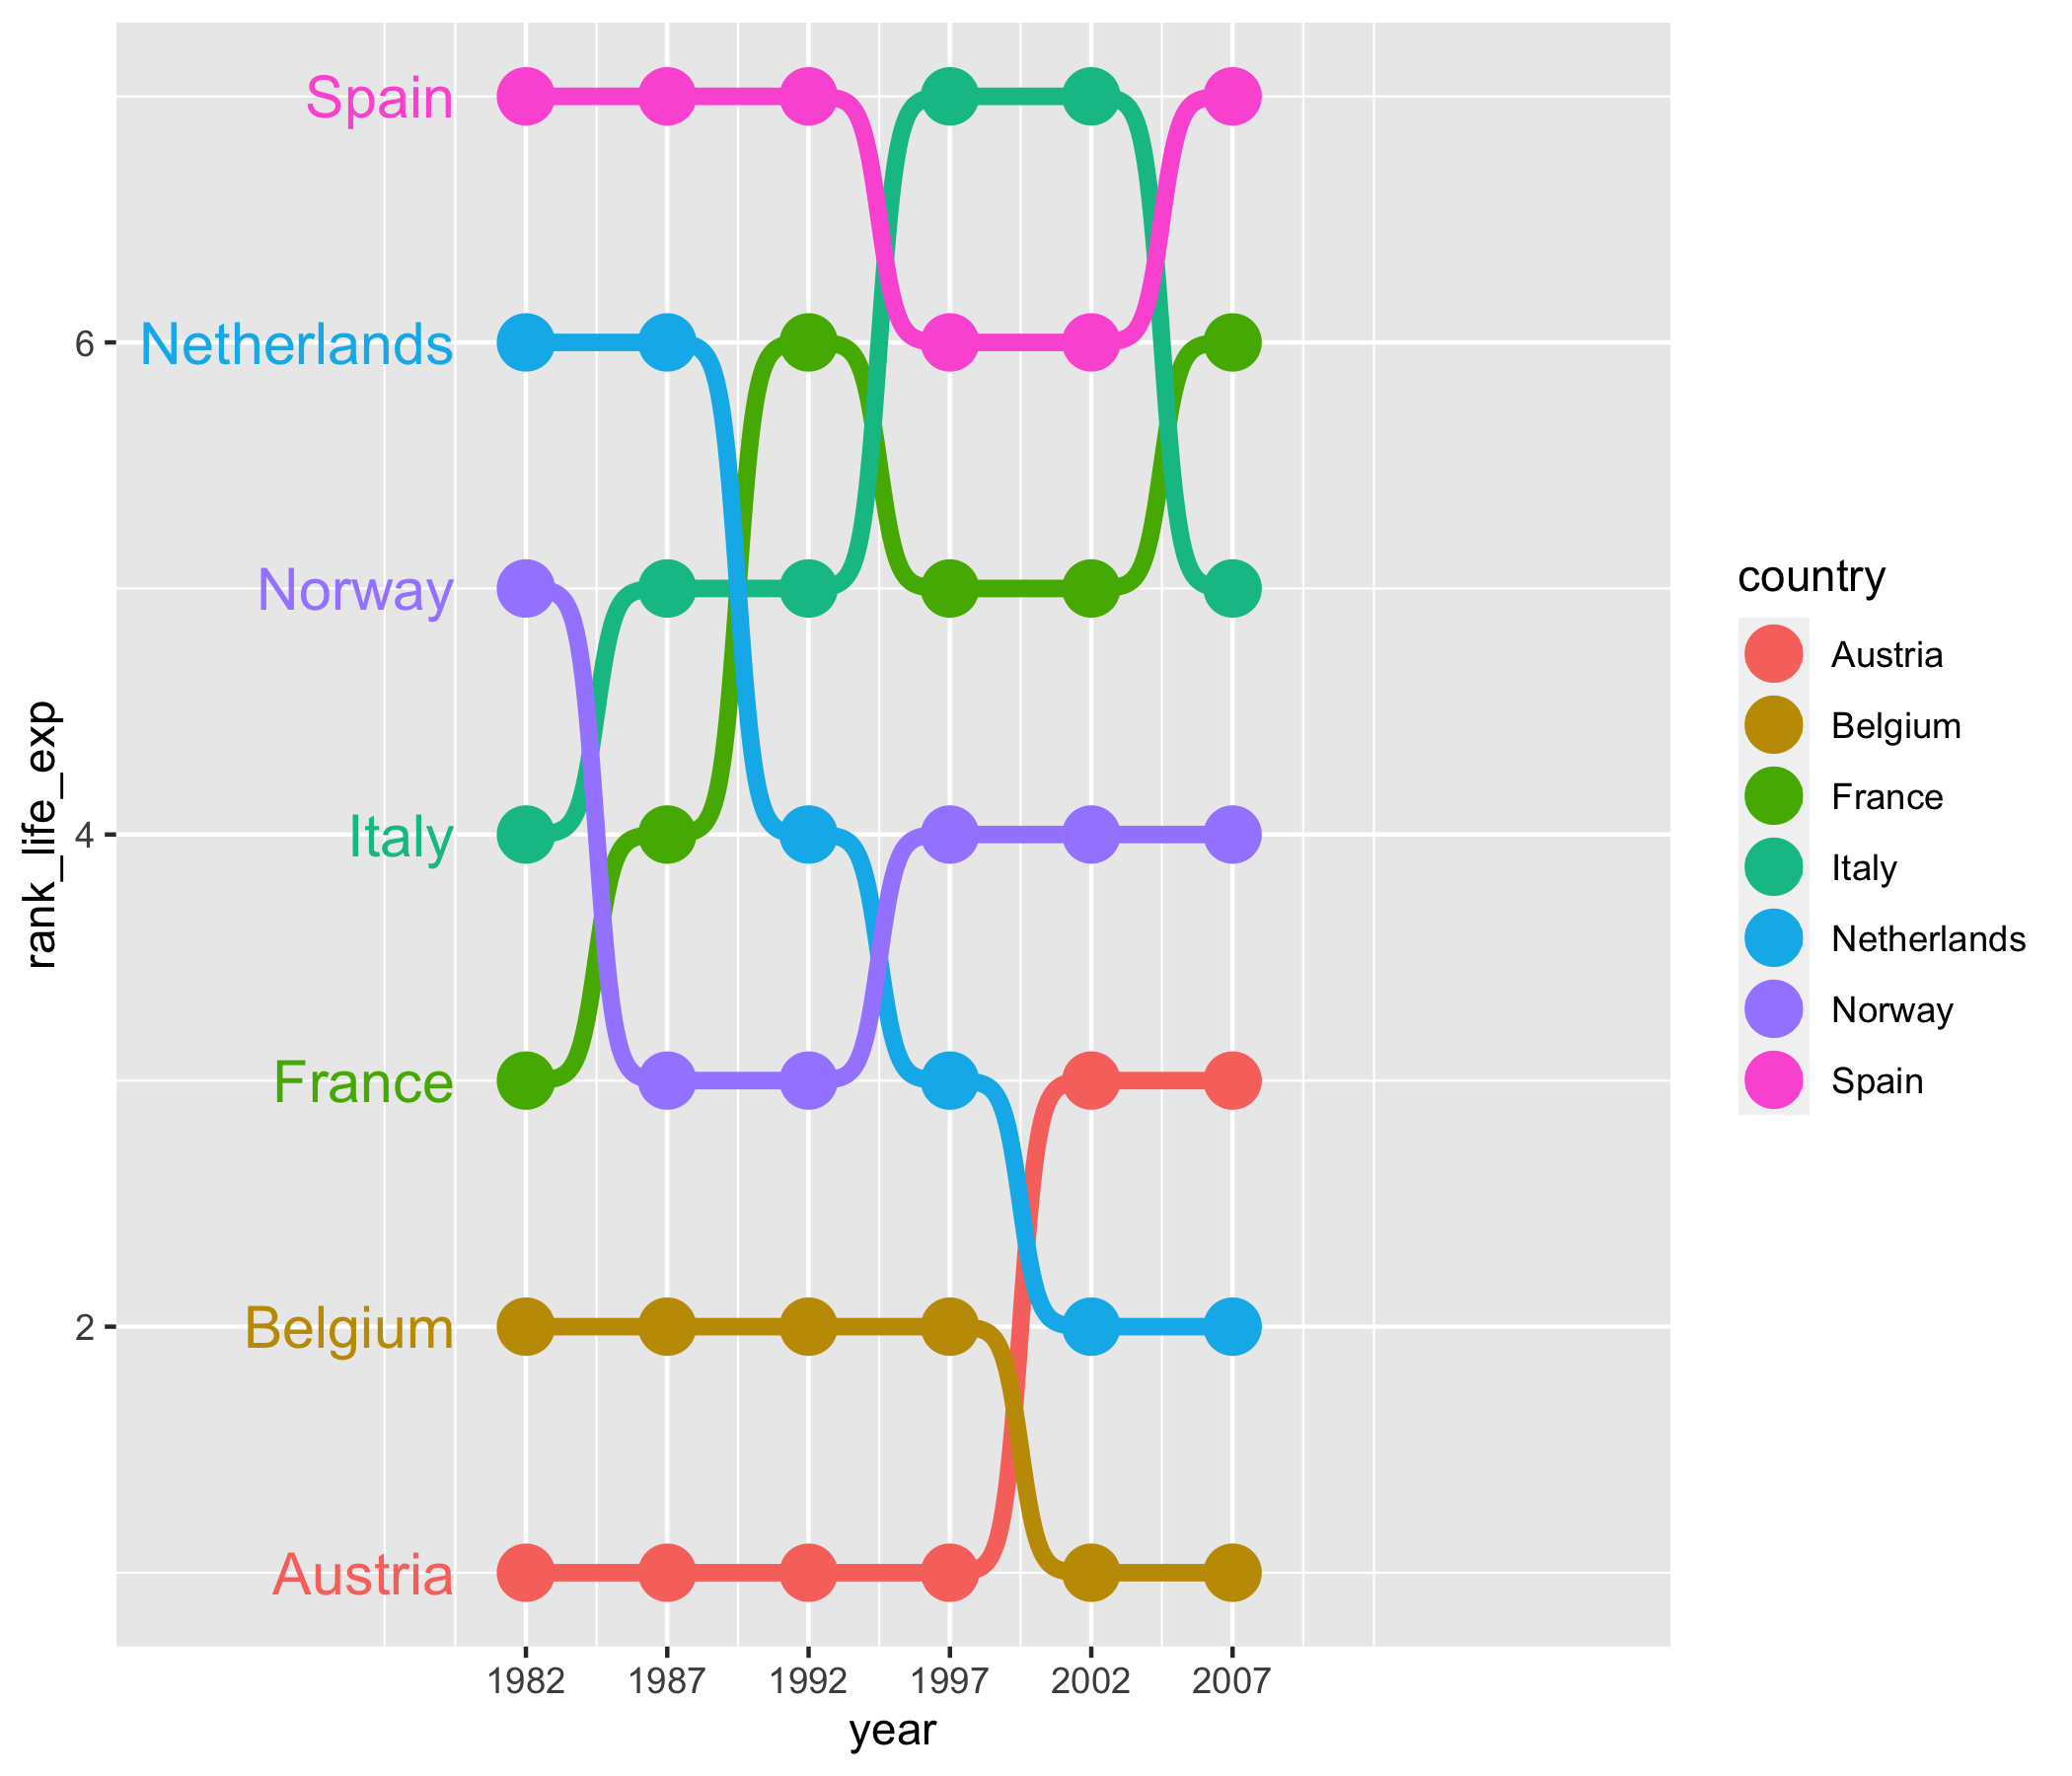 Spain
Netherlands
Norway
Italy
France
Belgium
Austria
6
4
2
rank_life_exp
1982 1987 1992 1997 2002 2007
year
country
Austria
Belgium
France
Italy
Netherlands
Norway
Spain